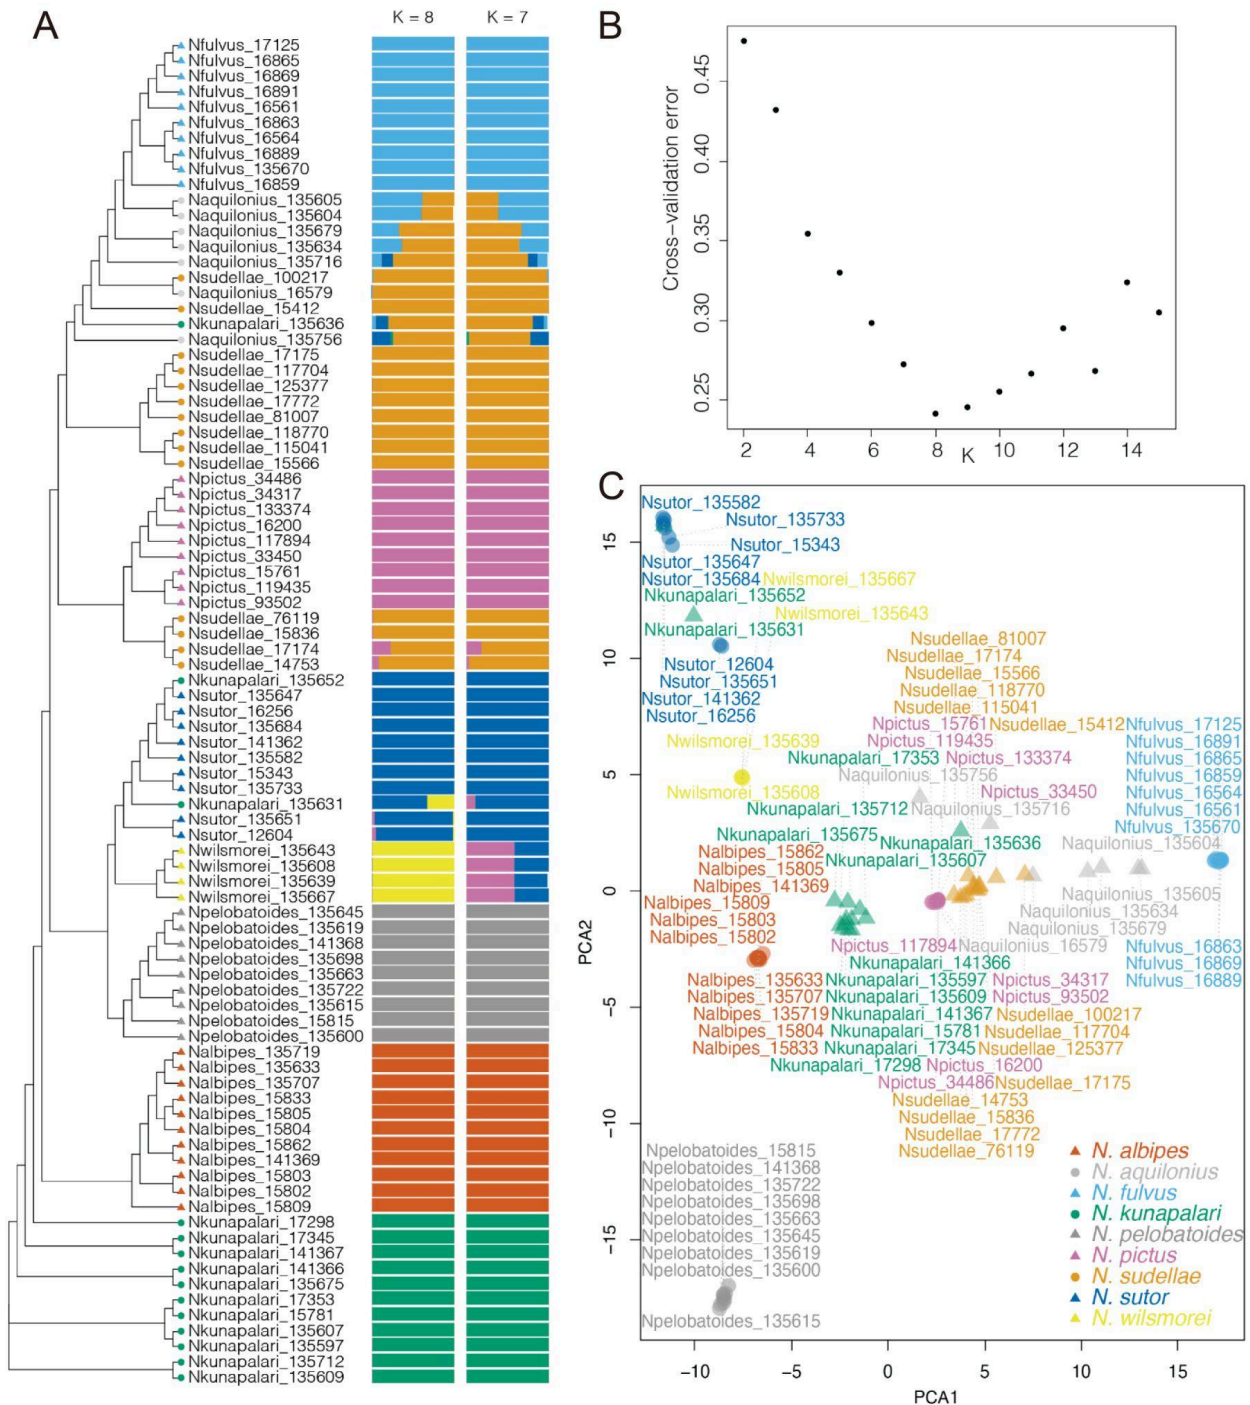 A
K = 8
K = 7
Nfulvus_17125
Nfulvus_16865
Nfulvus_16869
Nfulvus_16891
Nfulvus_16561
Nfulvus_16863
Nfulvus_16564
Nfulvus_16889
Nfulvus_135670
Nfulvus_16859
Naquilonius_135605
Naquilonius_135604
Naquilonius_135679
Naquilonius_135634
Naquilonius_135716
Nsudellae_100217
Naquilonius_16579
Nsudellae_15412
Nkunapalari_135636
Naquilonius_135756
Nsudellae_17175
Nsudellae_117704
Nsudellae_125377
Nsudellae_17772
Nsudellae_81007
Nsudellae_118770
Nsudellae_115041
Nsudellae_15566
Npictus_34486
Npictus_34317
Npictus_133374
Npictus_16200
Npictus_117894
Npictus_33450
Npictus_15761
Npictus_119435
Npictus_93502
Nsudellae_76119
Nsudellae_15836
Nsudellae_17174
Nsudellae_14753
Nkunapalari_135652
Nsutor_135647
Nsutor_16256
Nsutor_135684
Nsutor_141362
Nsutor_135582
Nsutor_15343
Nsutor_135733
Nkunapalari_135631
Nsutor_135651
Nsutor_12604
Nwilsmorei_135643
Nwilsmorei_135608
Nwilsmorei_135639
Nwilsmorei_135667
Npelobatoides_135645
Npelobatoides_135619
Npelobatoides_141368
Npelobatoides_135698
Npelobatoides_135663
Npelobatoides_135722
Npelobatoides_135615
Npelobatoides_15815
Npelobatoides_135600
Nalbipes_135719
Nalbipes_135633
Nalbipes_135707
Nalbipes_15833
Nalbipes_15805
Nalbipes_15804
Nalbipes_15862
Nalbipes_141369
Nalbipes_15803
Nalbipes_15802
Nalbipes_15809
Nkunapalari_17298
Nkunapalari_17345
Nkunapalari_141367
Nkunapalari_141366
Nkunapalari_135675
Nkunapalari_17353
Nkunapalari_15781
Nkunapalari_135607
Nkunapalari_135597
Nkunapalari_135712
Nkunapalari_135609
B
Cross−validation error
0.45
0.40
0.35
0.30
0.25
2 4 6 8 10 12 14
K
C
Nsutor_135582
Nsutor_135733
Nsutor_15343
Nsutor_135647
Nsutor_135684 Nwilsmorei_135667
Nkunapalari_135652
Nwilsmorei_135643
Nkunapalari_135631
Nsudellae_81007
Nsutor_12604 Nsudellae_17174
Nsutor_135651 Nsudellae_15566
Nsutor_141362 Nsudellae_118770
Nsutor_16256 Nsudellae_115041
Npictus_15761 Nsudellae_15412 Nfulvus_17125
Nwilsmorei_135639 Npictus_119435 Nfulvus_16891
Nkunapalari_17353 Npictus_133374 Nfulvus_16865
Naquilonius_135756 Nfulvus_16859
Nwilsmorei_135608 Npictus_33450 Nfulvus_16564
Nkunapalari_135712 Naquilonius_135716 Nfulvus_16561
Nkunapalari_135675 Nfulvus_135670
Nalbipes_15862 Nkunapalari_135636 Naquilonius_135604
Nalbipes_15805 Nkunapalari_135607
Nalbipes_141369
Nalbipes_15809 Naquilonius_135605
Nalbipes_15803 Naquilonius_135634
Nalbipes_15802 Naquilonius_135679
Npictus_117894 Naquilonius_16579 Nfulvus_16863
Nkunapalari_141366 Nfulvus_16869
Nalbipes_135633 Nkunapalari_135597 Npictus_34317 Nfulvus_16889
Nalbipes_135707 Nkunapalari_135609 Npictus_93502
Nalbipes_135719 Nkunapalari_141367 Nsudellae_100217
Nalbipes_15804 Nkunapalari_15781 Nsudellae_117704
Nalbipes_15833 Nkunapalari_17345 Nsudellae_125377
Nkunapalari_17298 Npictus_16200
Npictus_34486 Nsudellae_17175
Nsudellae_14753
Nsudellae_15836
Nsudellae_17772
Nsudellae_76119
Npelobatoides_15815
Npelobatoides_141368
Npelobatoides_135722
Npelobatoides_135698
Npelobatoides_135663
Npelobatoides_135645
Npelobatoides_135619
Npelobatoides_135600
Npelobatoides_135615
N. albipes
N. aquilonius
N. fulvus
N. kunapalari
N. pelobatoides
N. pictus
N. sudellae
N. sutor
N. wilsmorei
PCA2
15
10
5
0
−5
−10
−15
−10 −5 0 5 10 15
PCA1